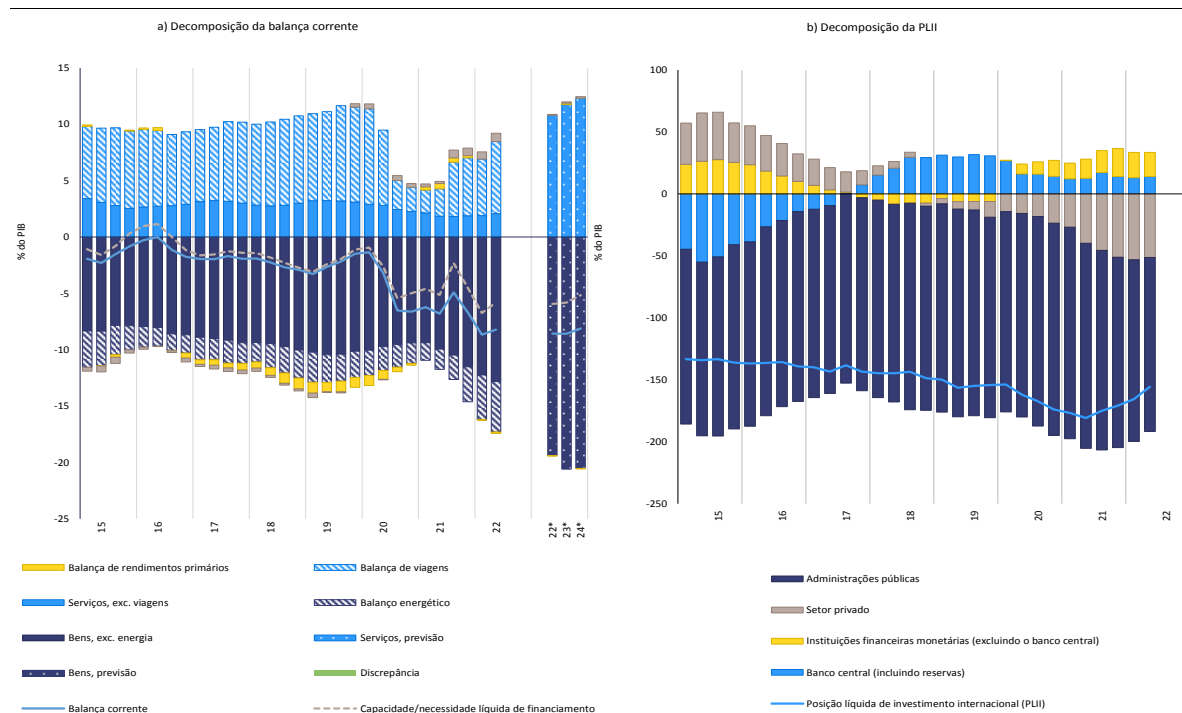 a) Decomposição da balança corrente
15
10
5
0
-5
-10
-15
-20
-25
% do PIB
15
16
17
18
19
20
21
22
22*
23*
24*
Balança de rendimentos primários
Balança de viagens
Serviços, exc. viagens
Balanço energético
Bens, exc. energia
Serviços, previsão
Bens, previsão
Discrepância
Balança corrente
Capacidade/necessidade líquida de financiamento
b) Decomposição da PLII
100
50
0
-50
-100
-150
-200
-250
% do PIB
15
16
17
18
19
20
21
22
Administrações públicas
Setor privado
Instituições financeiras monetárias (excluindo o banco central)
Banco central (incluindo reservas)
Posição líquida de investimento internacional (PLII)